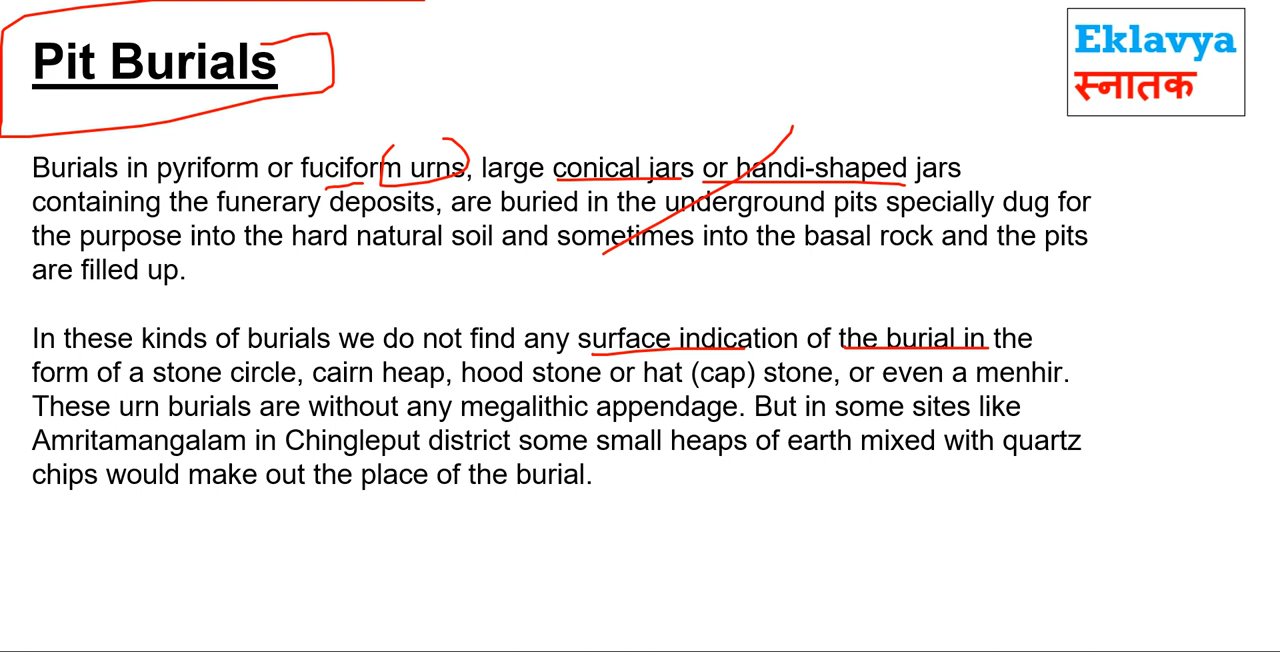 Pit Burials
Eklavya
स्नातक
Burials in pyriform or fuciform urns, large conical jars or handi-shaped jars
containing the funerary deposits, are buried in the underground pits specially dug for
the purpose into the hard natural soil and sometimes into the basal rock and the pits
are filled up.
In these kinds of burials we do not find any surface indication of the burial in the
form of a stone circle, cairn heap, hood stone or hat (cap) stone, or even a menhir.
These urn burials are without any megalithic appendage. But in some sites like
Amritamangalam in Chingleput district some small heaps of earth mixed with quartz
chips would make out the place of the burial.